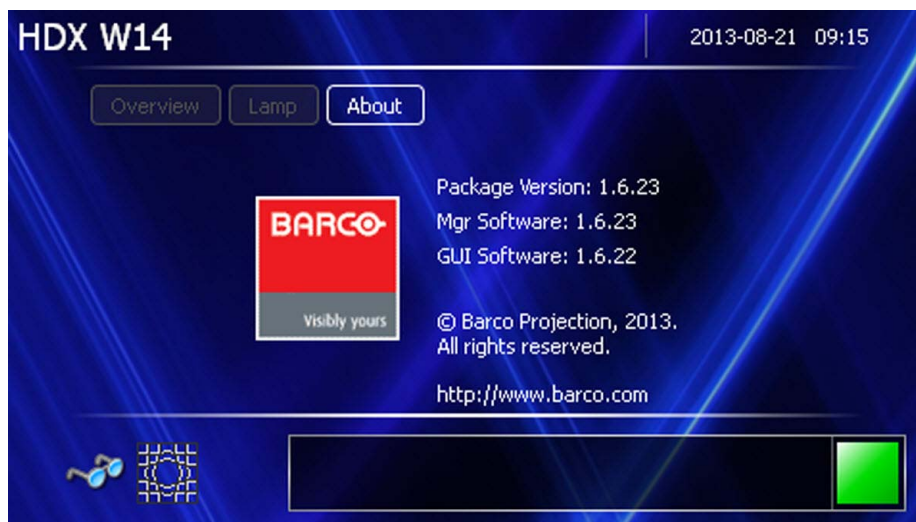 HDX W14
2013-08-21 09:15
Overview Lamp About
Package Version: 1.6.23
BARCO
Mgr Software: 1.6.23
GUI Software: 1.6.22
Visibly yours
© Barco Projection, 2013.
All rights reserved.
http://www.barco.com